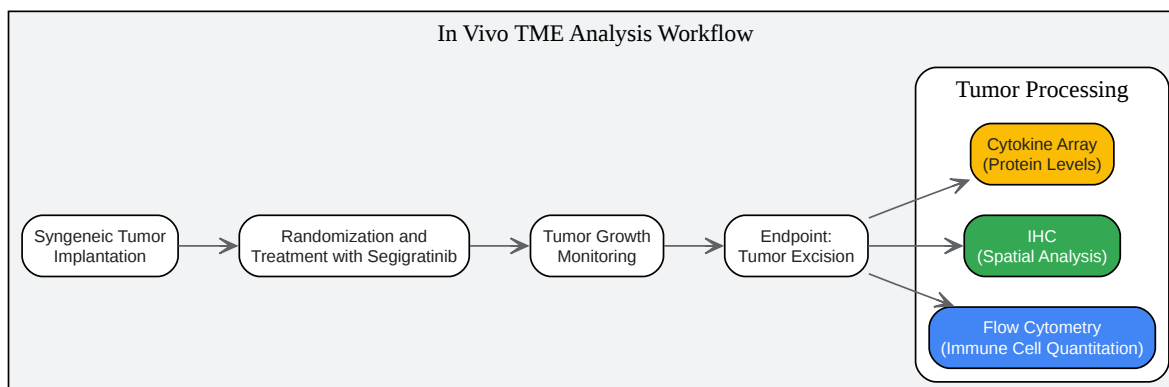 In Vivo TME Analysis Workflow
Tumor Processing
Cytokine Array
(Protein Levels)
Syngeneic Tumor
Implantation
Randomization and
Treatment with Segigratinib
Tumor Growth
Monitoring
Endpoint:
Tumor Excision
IHC
(Spatial Analysis)
Flow Cytometry
(Immune Cell Quantitation)